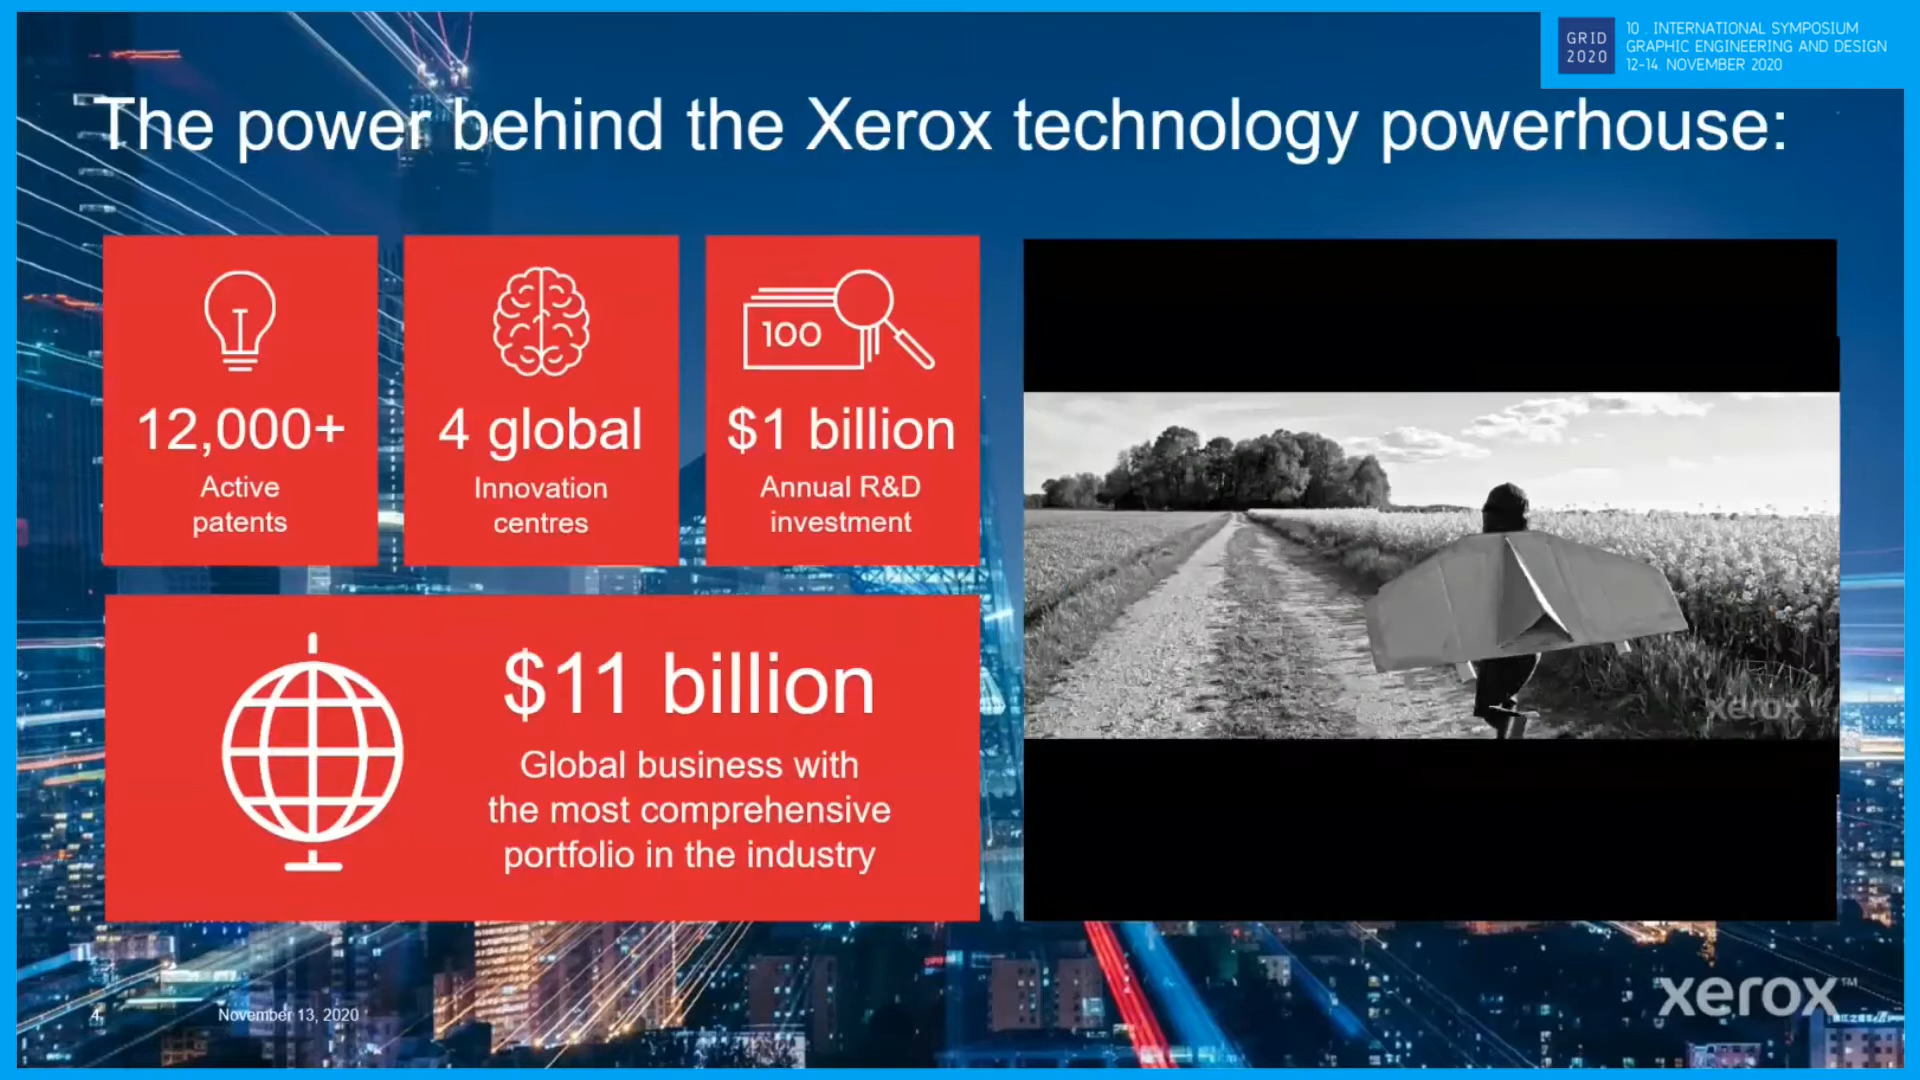 GRID
2020
10 . INTERNATIONAL SYMPOSIUM
GRAPHIC ENGINEERING AND DESIGN
12-14. NOVEMBER 2020
The power behind the Xerox technology powerhouse:
12,000+
Active
patents
4 global
Innovation
centres
100
$1 billion
Annual R&D
investment
$11 billion
Global business with
the most comprehensive
portfolio in the industry
xerox
4
November 13, 2020
xerox™